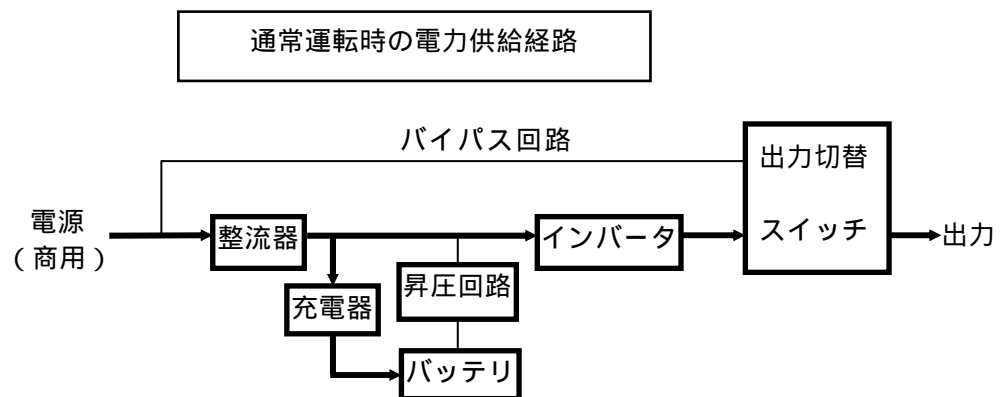 通常運転時の電力供給経路
バイパス回路
出力切替
スイッチ
電源
(商用)
整流器
インバータ
出力
充電器
昇圧回路
バッテリ